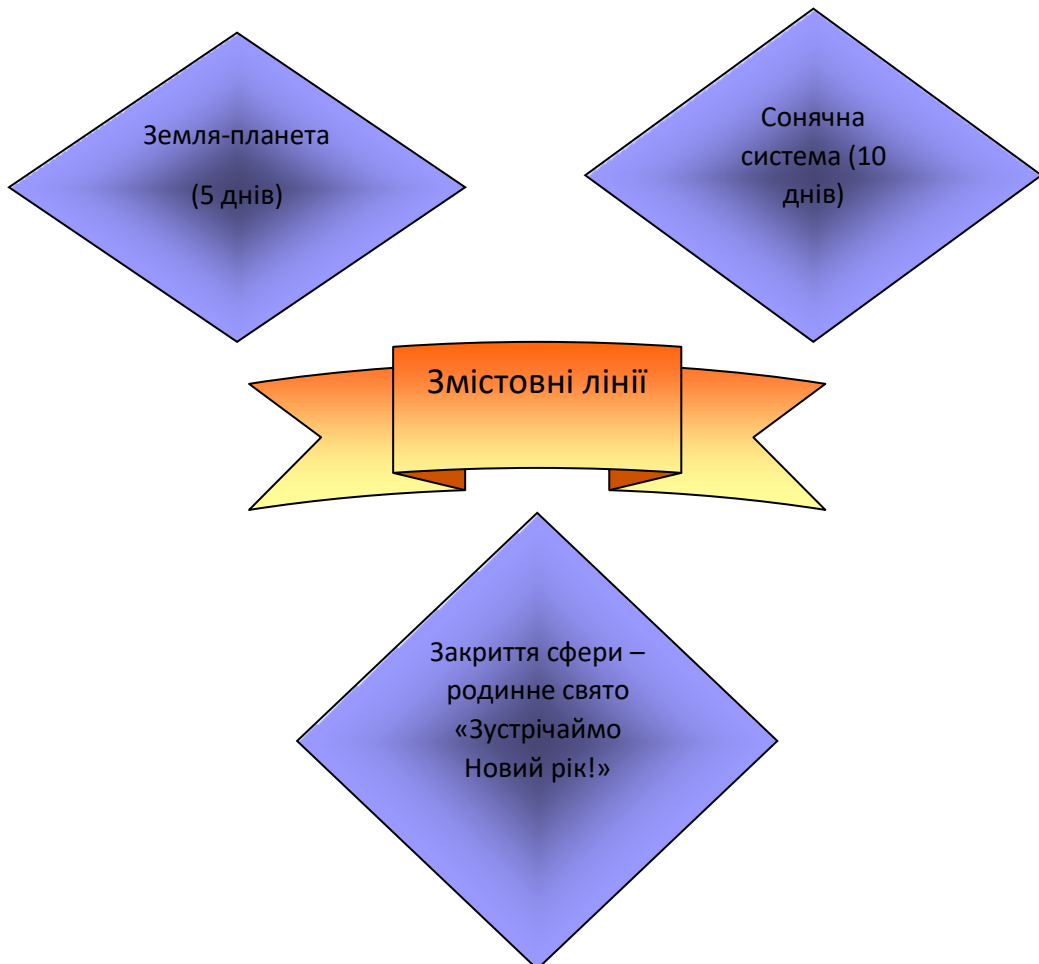 Земля-планета
(5 днів)
Сонячна
система (10
днів)
Змістовні лінії
Закриття сфери –
родинне свято
«Зустрічаймо
Новий рік!»